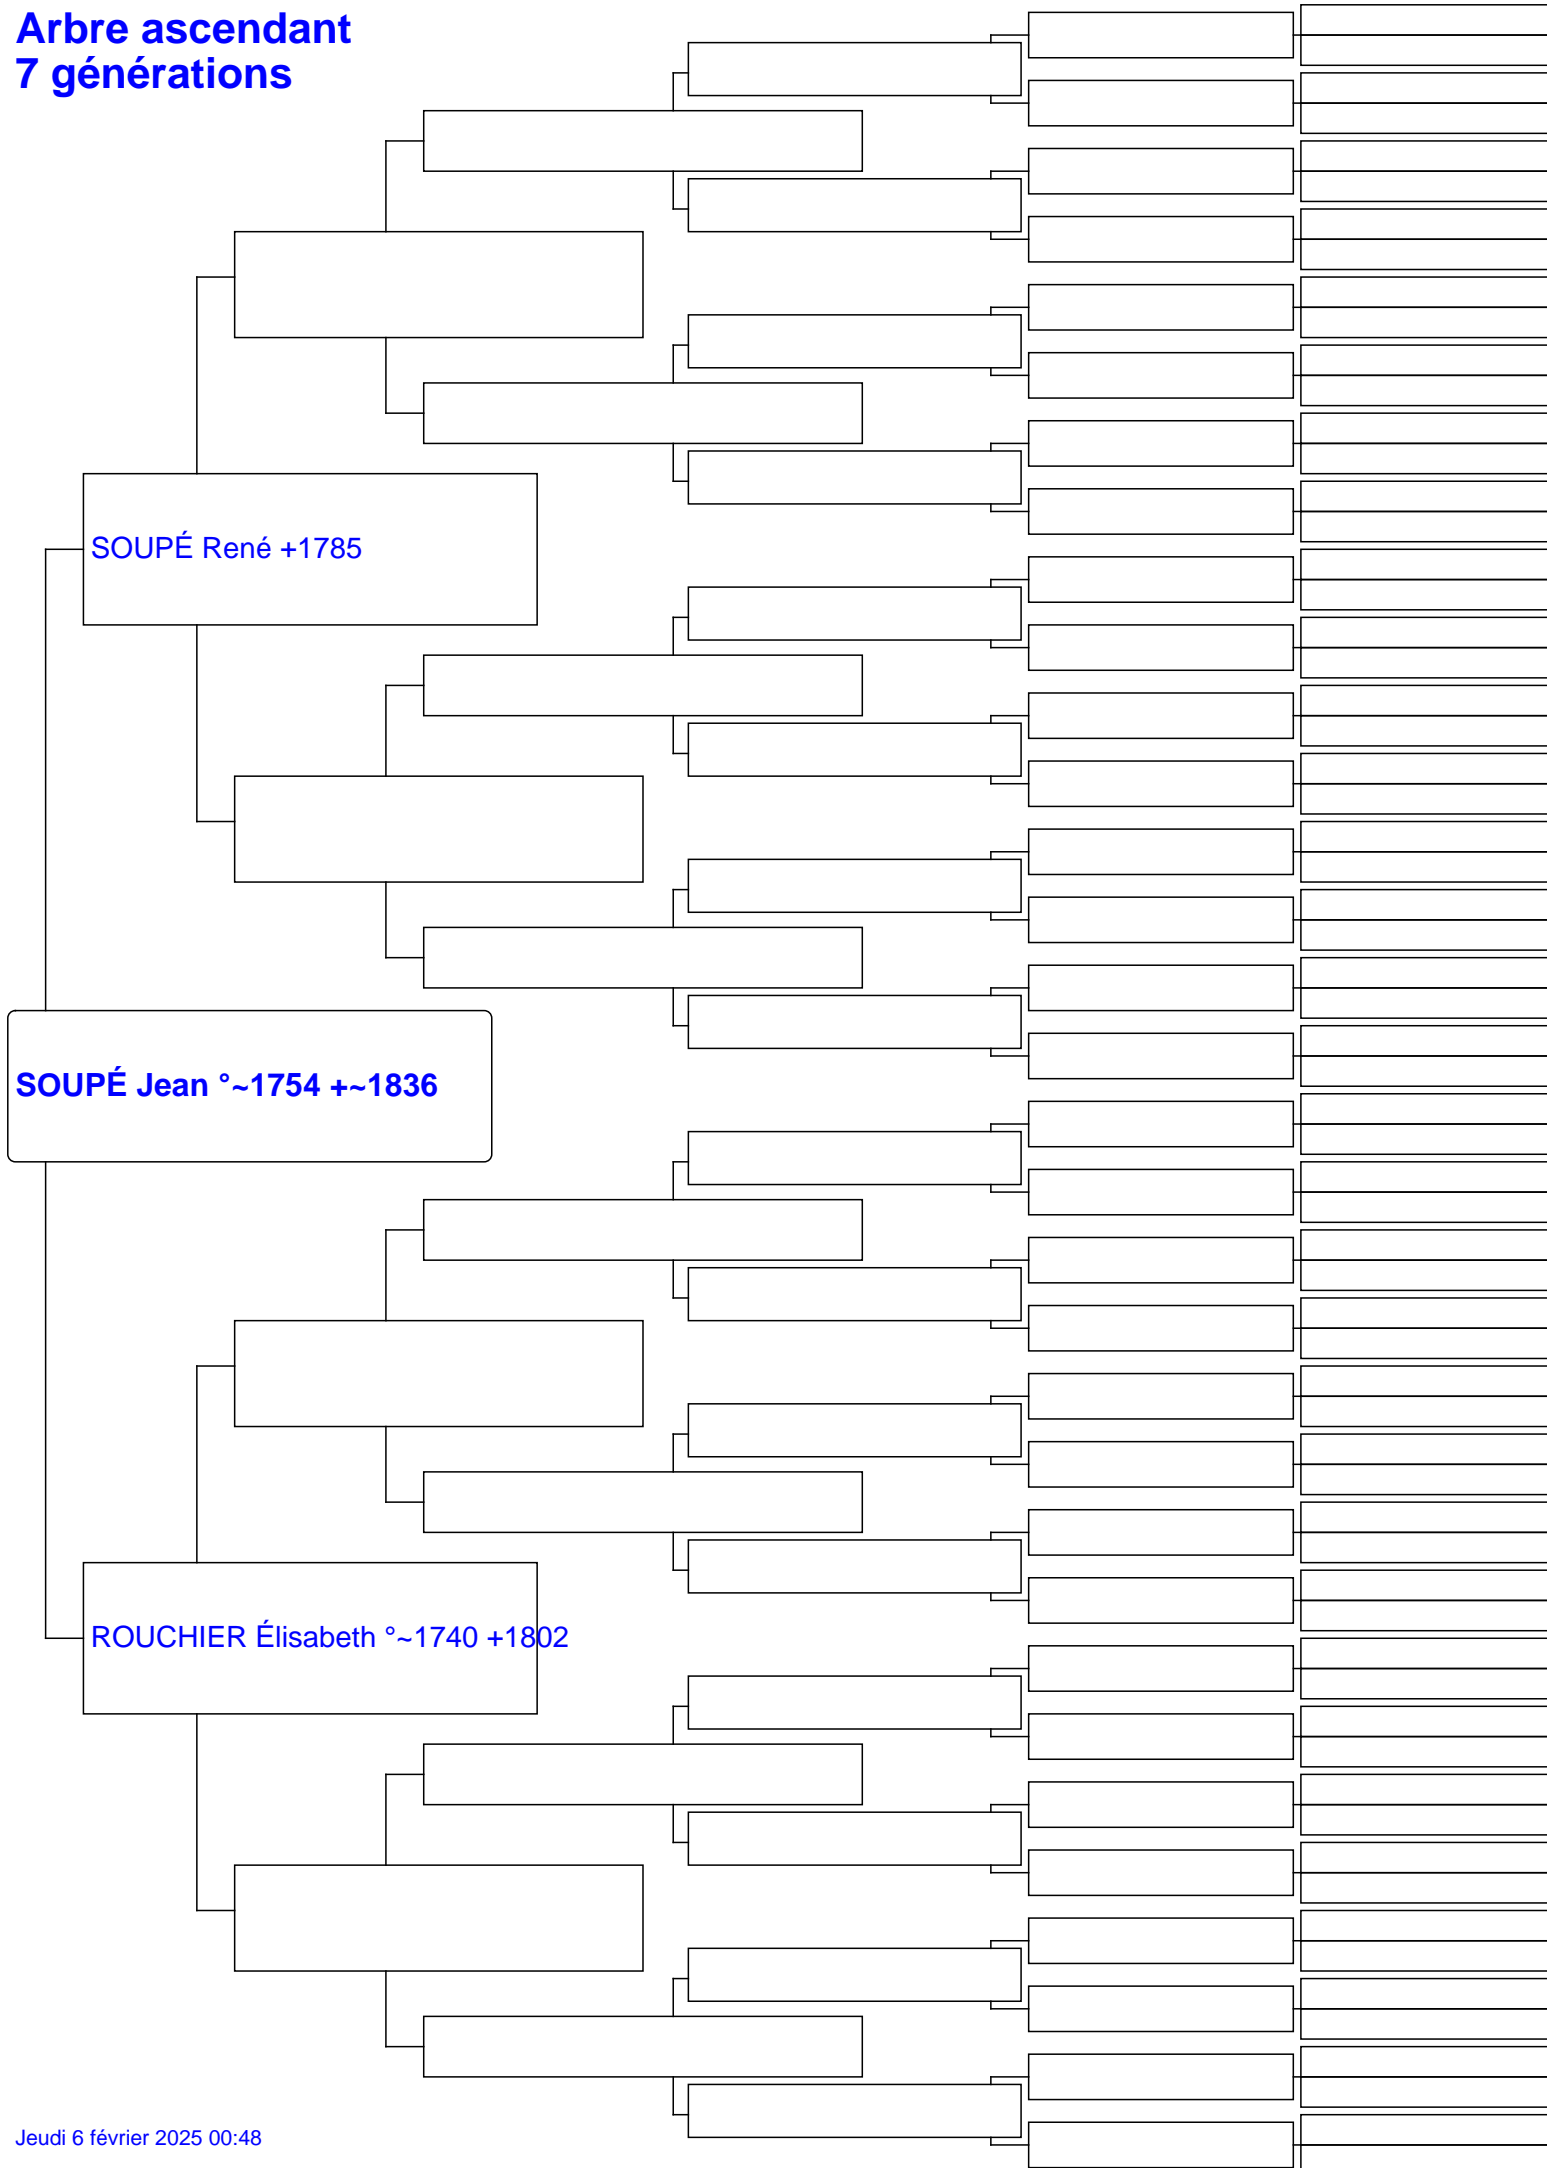 Arbre ascendant
7 générations
SOUPÉ René +1785
SOUPÉ Jean °~1754 +~1836
ROUCHIER Élisabeth °~1740 +1802
Jeudi 6 février 2025 00:48